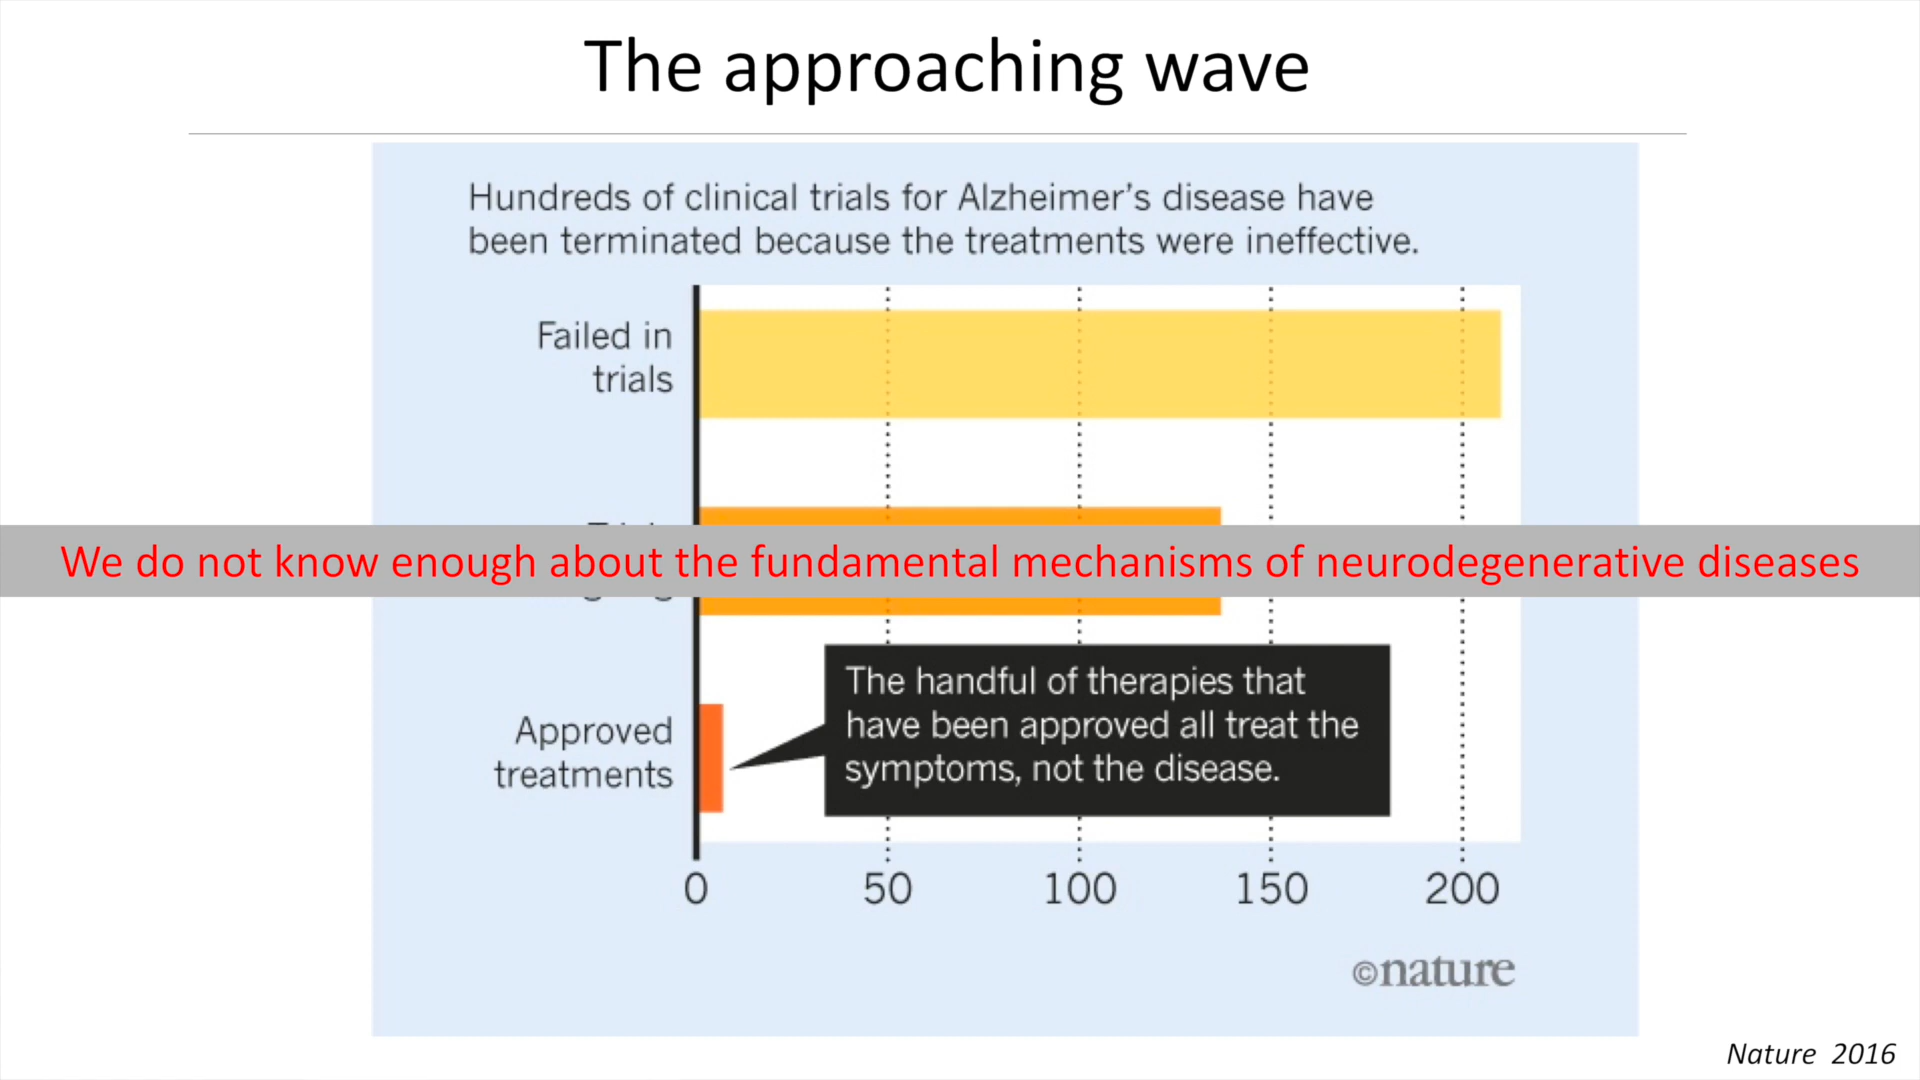 The approaching wave
Hundreds of clinical trials for Alzheimer's disease have
been terminated because the treatments were ineffective.
Failed in
trials
We do not know enough about the fundamental mechanisms of neurodegenerative diseases
The handful of therapies that
have been approved all treat the
symptoms, not the disease.
Approved
treatments
0 50 100 150 200
©nature
Nature 2016